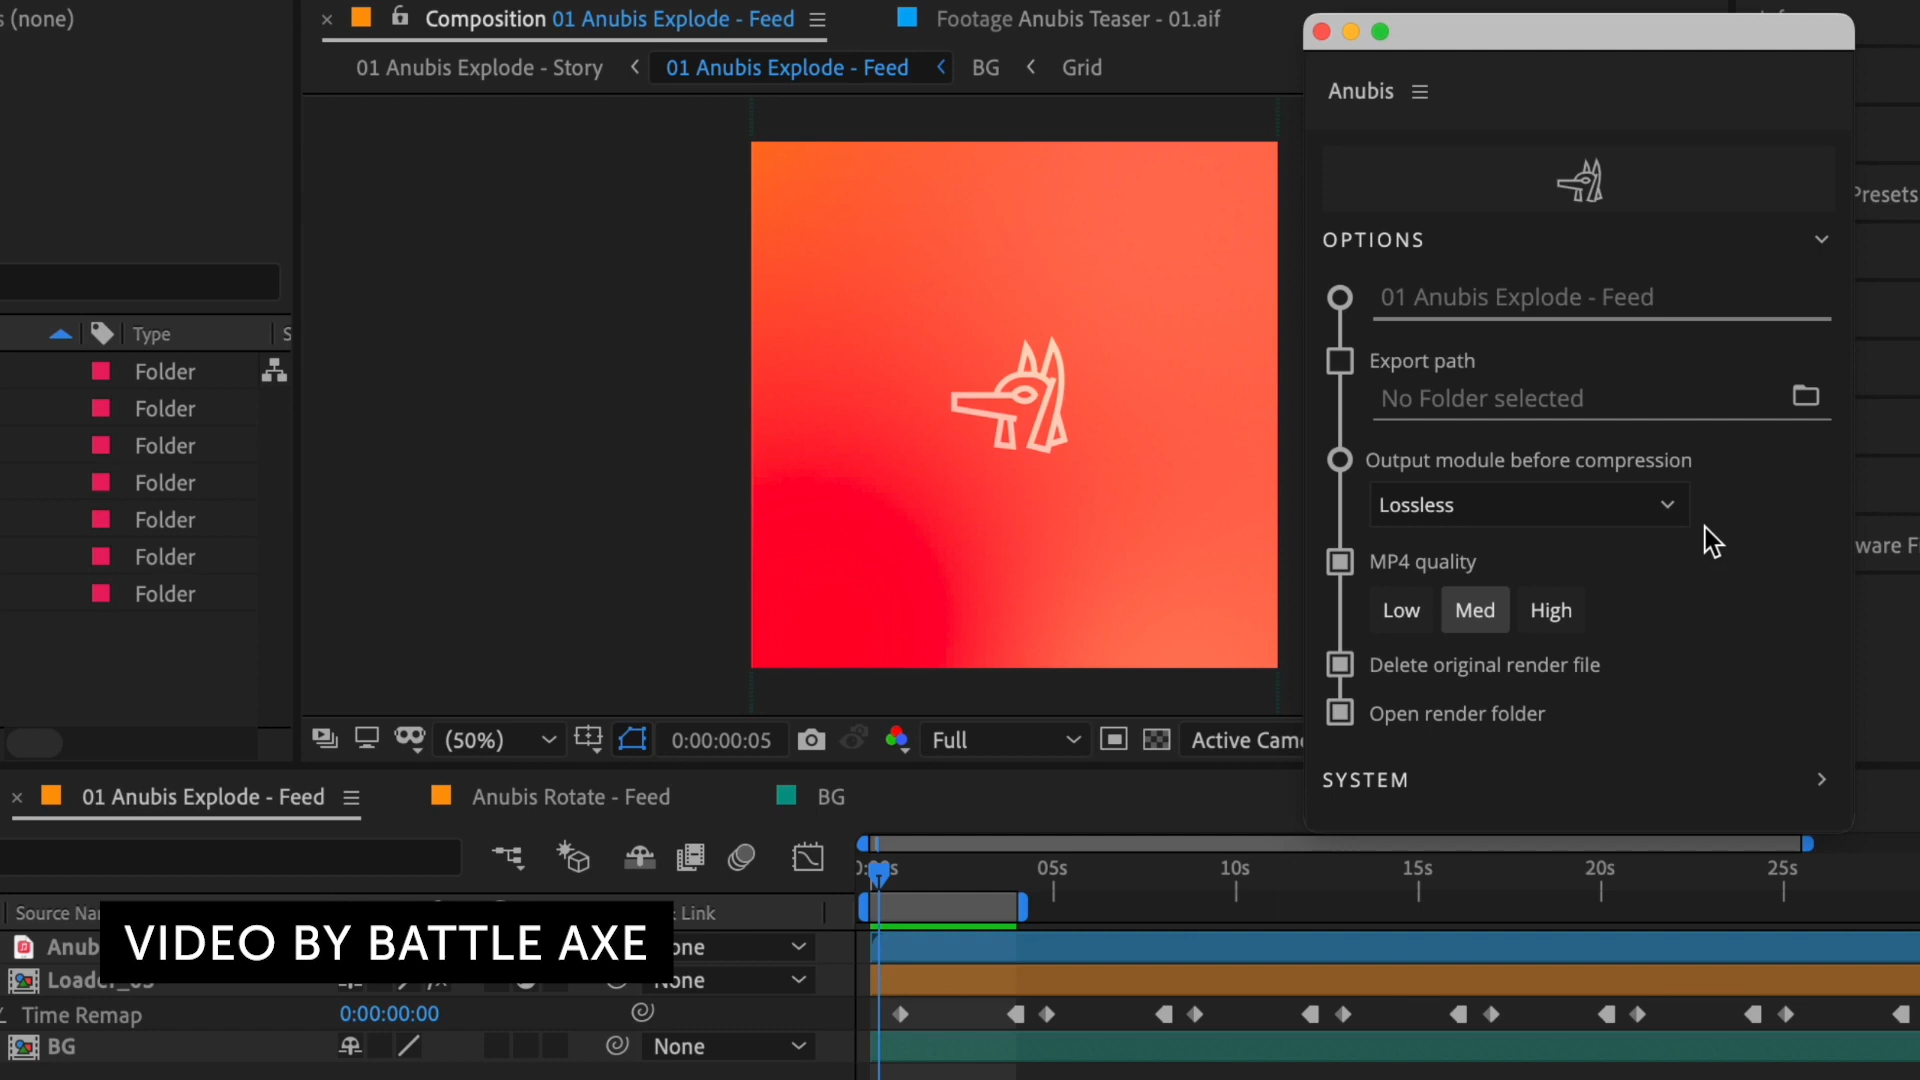 (none)
Composition 01 Anubis Explode - Feed
Footage Anubis Teaser - 01.aif
01 Anubis Explode - Story
01 Anubis Explode - Feed
BG
Grid
Anubis
Presets
OPTIONS
01 Anubis Explode - Feed
Export path
No Folder selected
Output module before compression
Lossless
MP4 quality
Low
Med
High
Delete original render file
Open render folder
SYSTEM
Type
Folder
Folder
Folder
Folder
Folder
Folder
Folder
(50%)
0:00:00:05
Full
Active Came
01 Anubis Explode - Feed
Anubis Rotate - Feed
BG
05s
10s
15s
20s
25s
Source Na
Link
VIDEO BY BATTLE AXE
Anub
None
Time Remap
0:00:00:00
BG
None